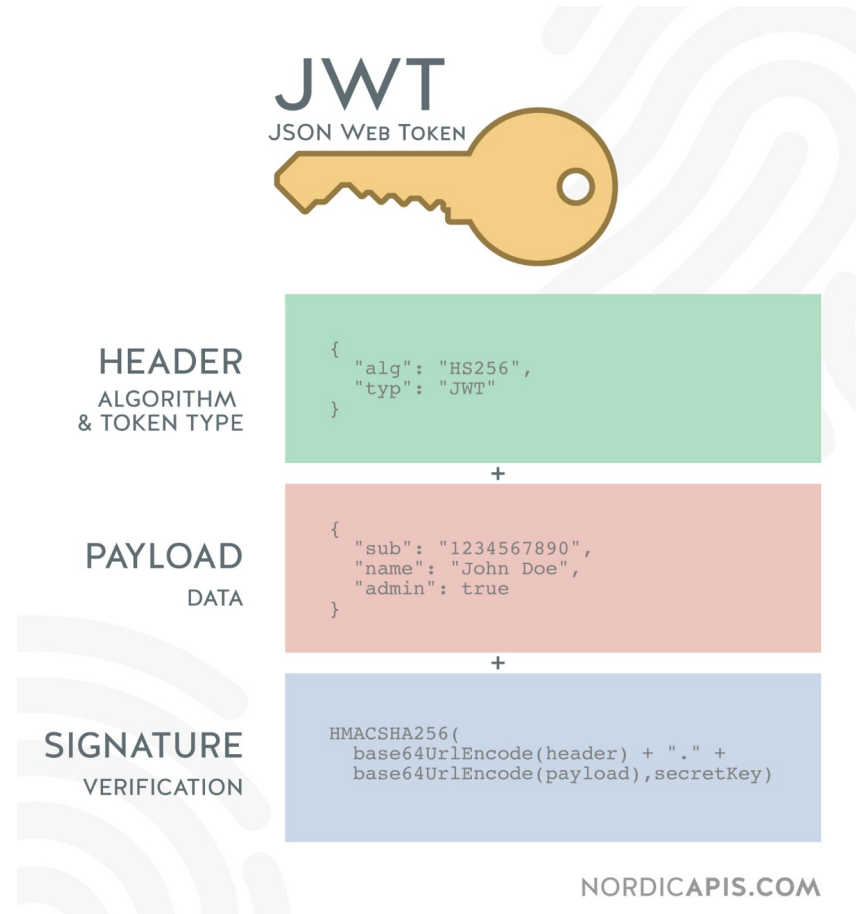 JWT
JSON WEB TOKEN
HEADER
ALGORITHM
& TOKEN TYPE
{
  "alg": "HS256",
  "typ": "JWT"
}
+
PAYLOAD
DATA
{
  "sub": "1234567890",
  "name": "John Doe",
  "admin": true
}
+
SIGNATURE
VERIFICATION
HMACSHA256(
  base64UrlEncode(header) + "." +
  base64UrlEncode(payload),secretKey)
NORDICAPIS.COM